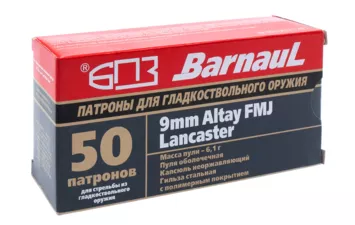 БПЗ Barnaul
ПАТРОНЫ ДЛЯ ГЛАДКОСТВОЛЬНОГО ОРУЖИЯ
50
патронов
для стрельбы из
гладкоствольного
оружия
9mm Altay FMJ
Lancaster
Масса пули – 6,1 г
Пуля оболочечная
Капсюль неоржавляющий
Гильза стальная
с полимерным покрытием